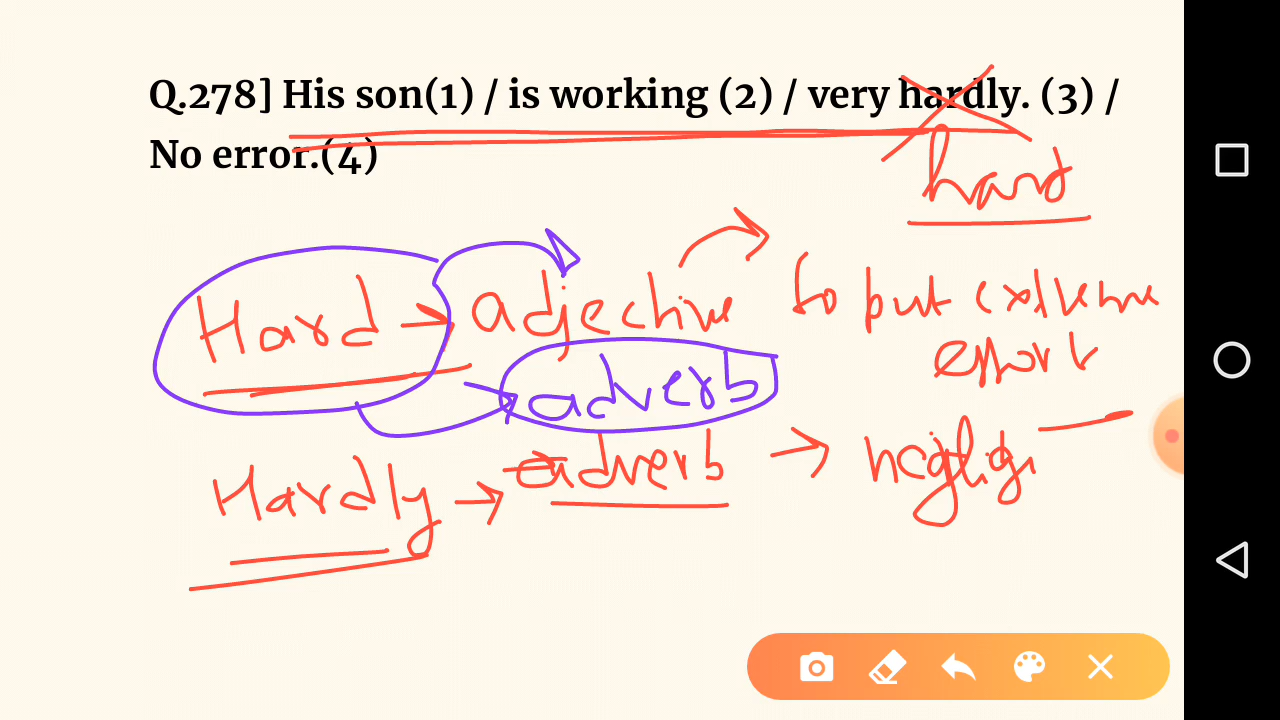 Q.278] His son(1) / is working (2) / very hardly. (3) /
No error.(4)
hard
Hard → adjective → to put extreme
effort
adverb
Hardly → adverb →